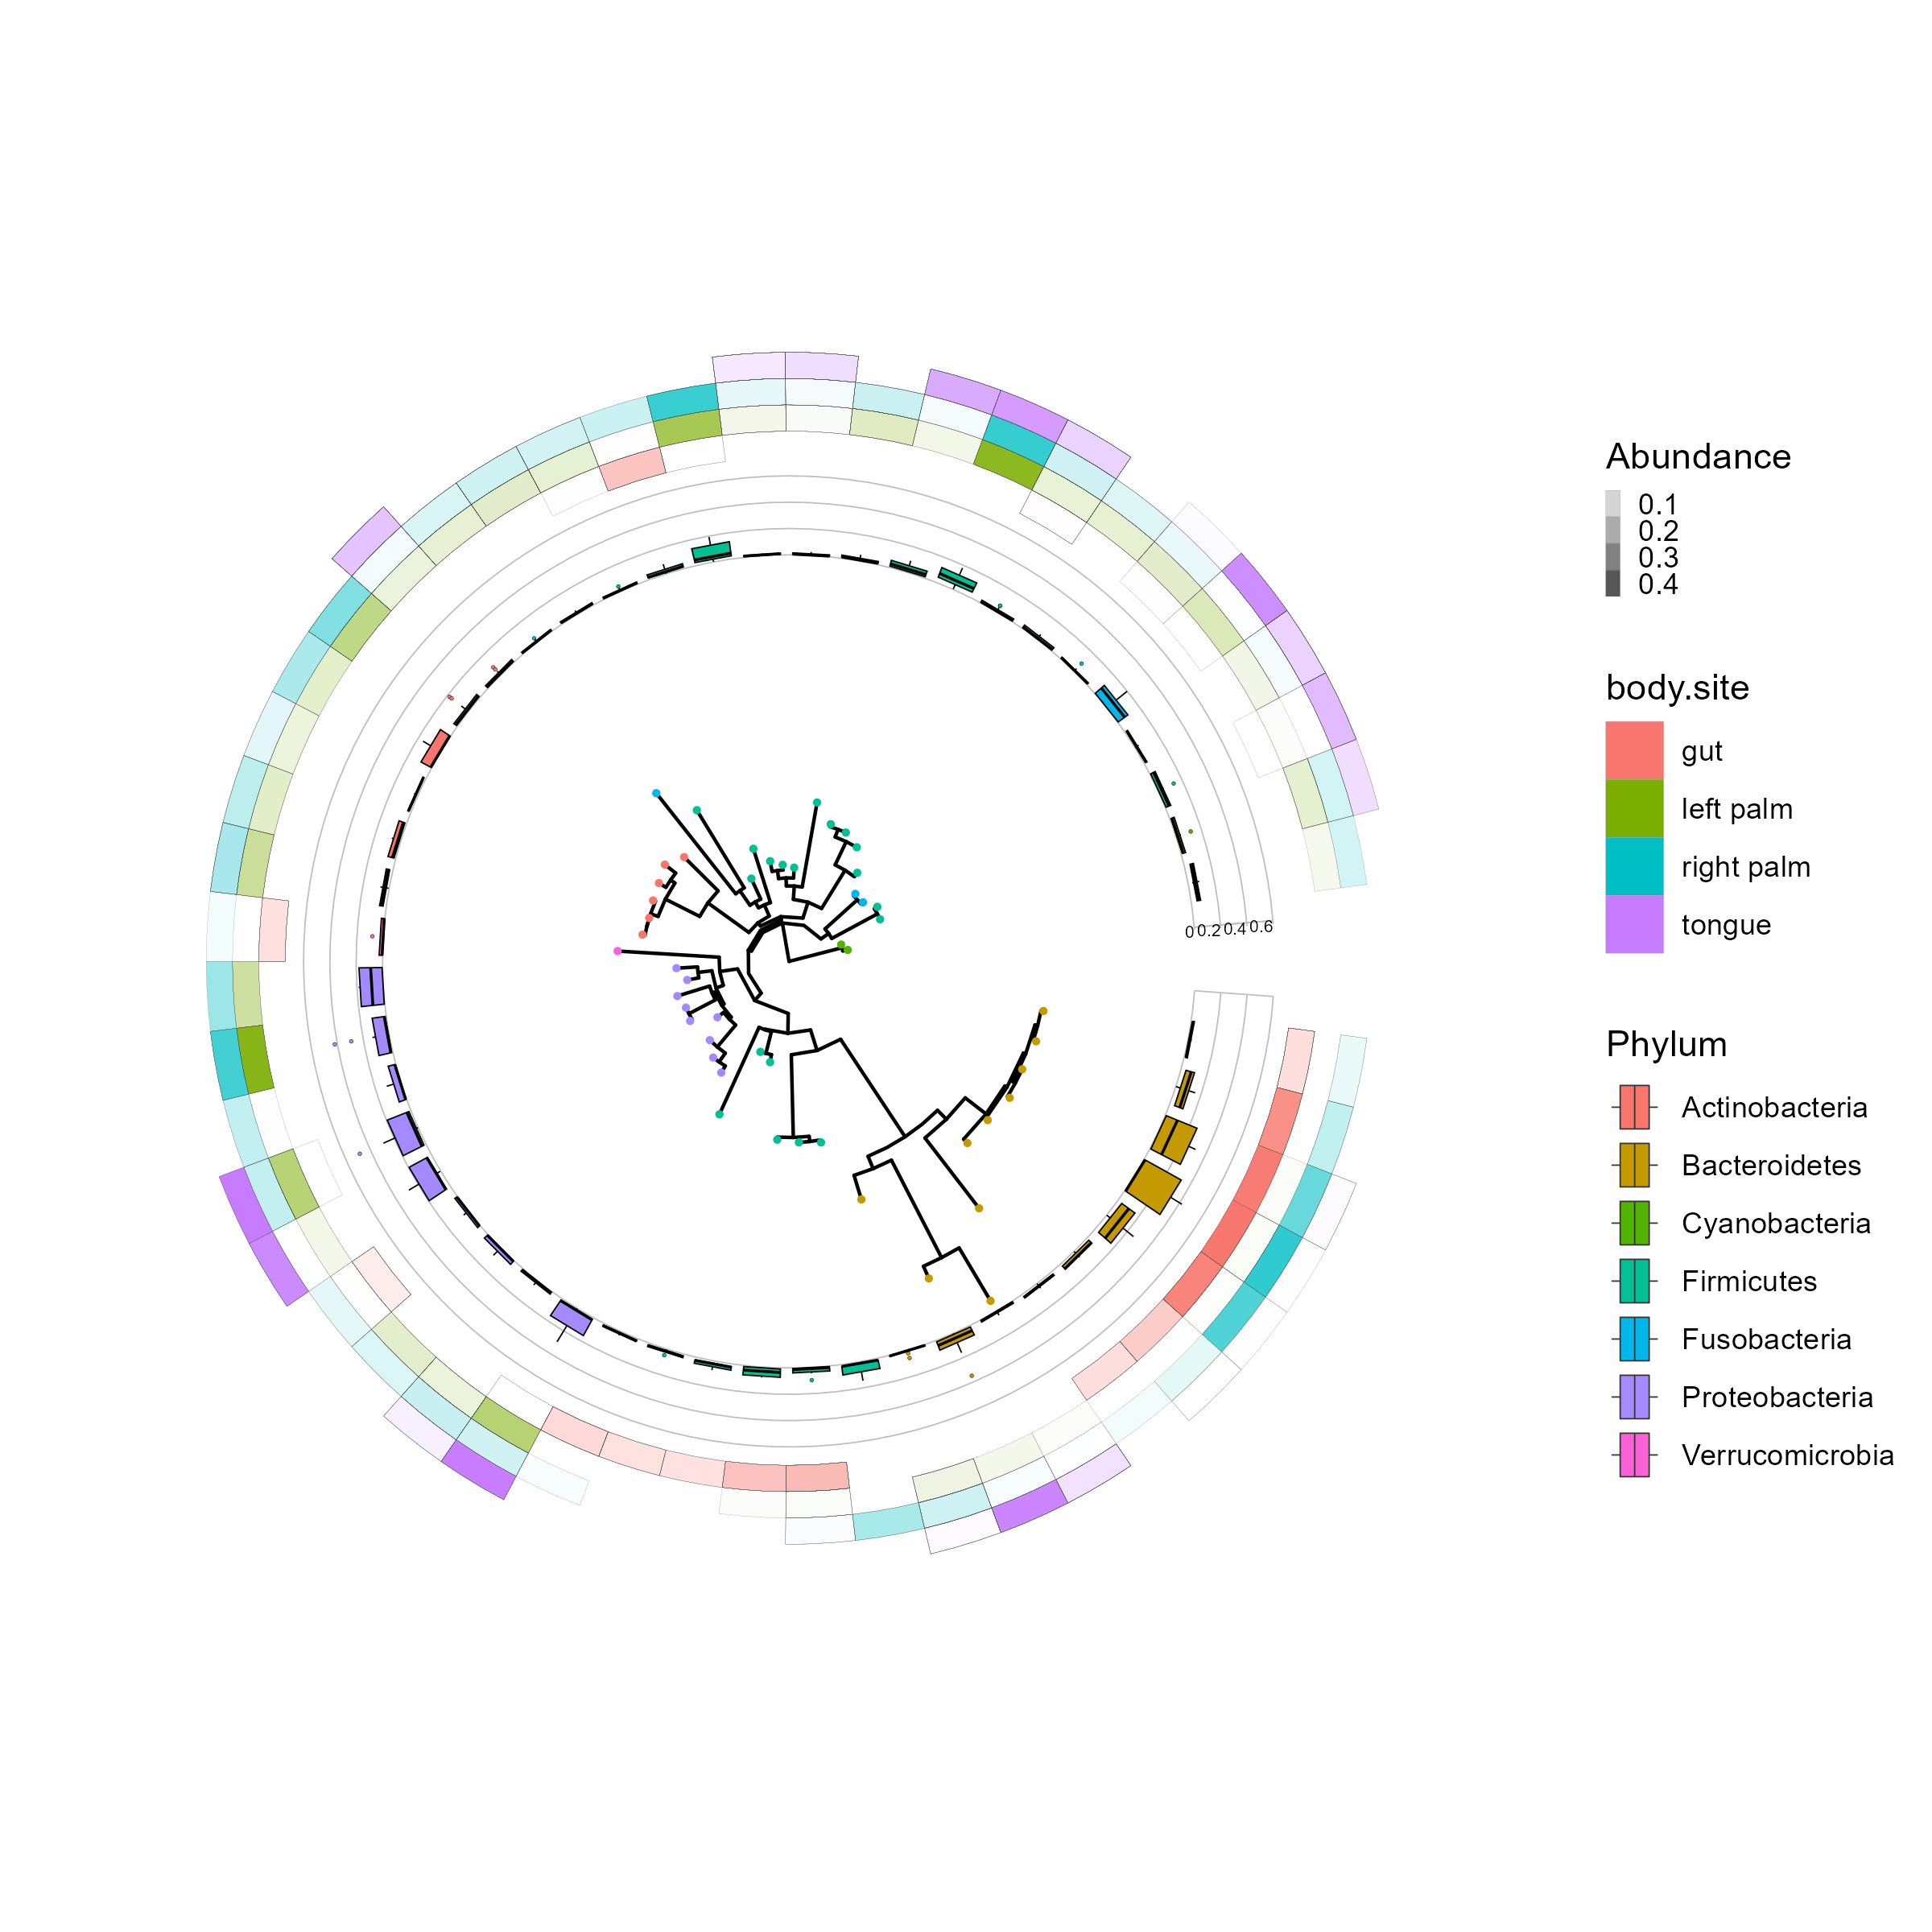 Abundance
0.1
0.2
0.3
0.4
body.site
gut
left palm
right palm
tongue
0 0.2 0.4 0.6
Phylum
Actinobacteria
Bacteroidetes
Cyanobacteria
Firmicutes
Fusobacteria
Proteobacteria
Verrucomicrobia